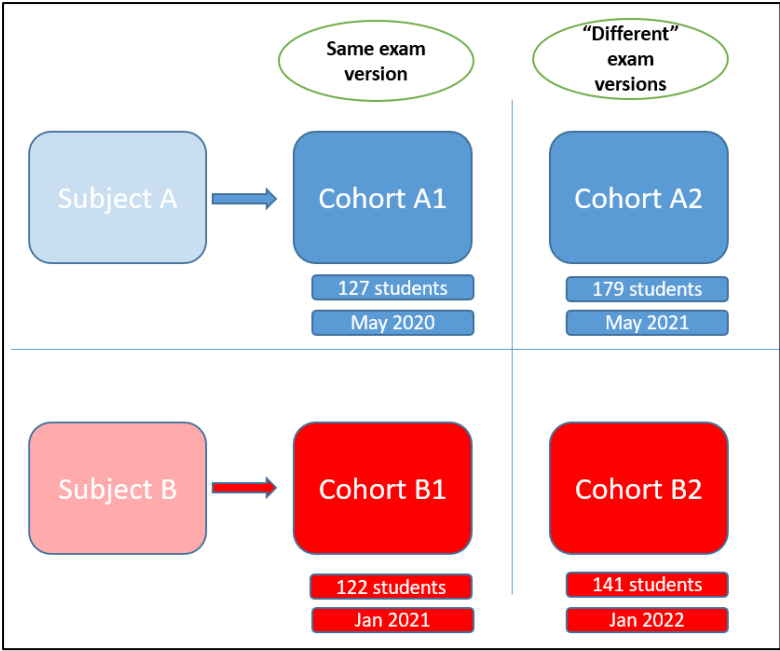 Same exam
version
“Different”
exam
versions
Subject A
Cohort A1
Cohort A2
127 students
179 students
May 2020
May 2021
Subject B
Cohort B1
Cohort B2
122 students
141 students
Jan 2021
Jan 2022